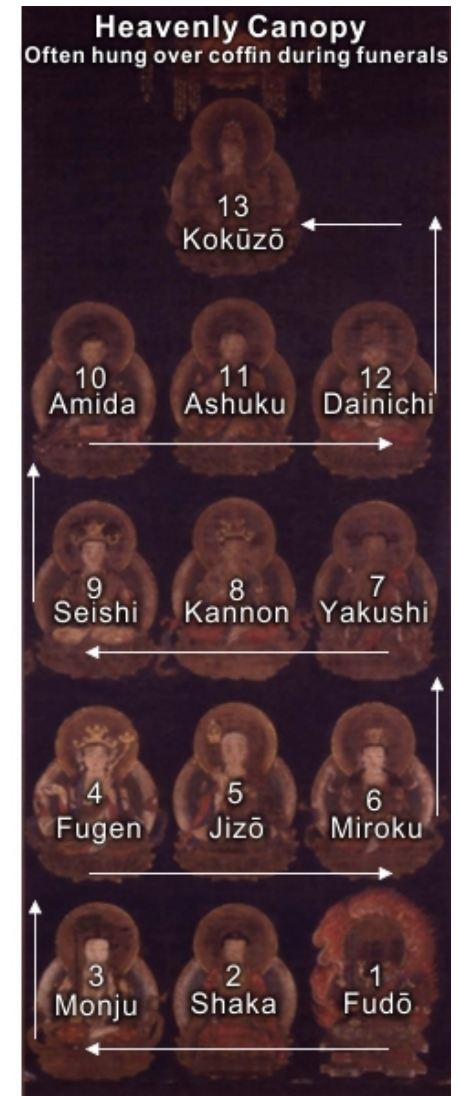 Heavenly Canopy
Often hung over coffin during funerals
13
Kokūzō
10 11 12
Amida Ashuku Dainichi
9 8 7
Seishi Kannon Yakushi
4 5 6
Fugen Jizō Miroku
3 2 1
Monju Shaka Fudō